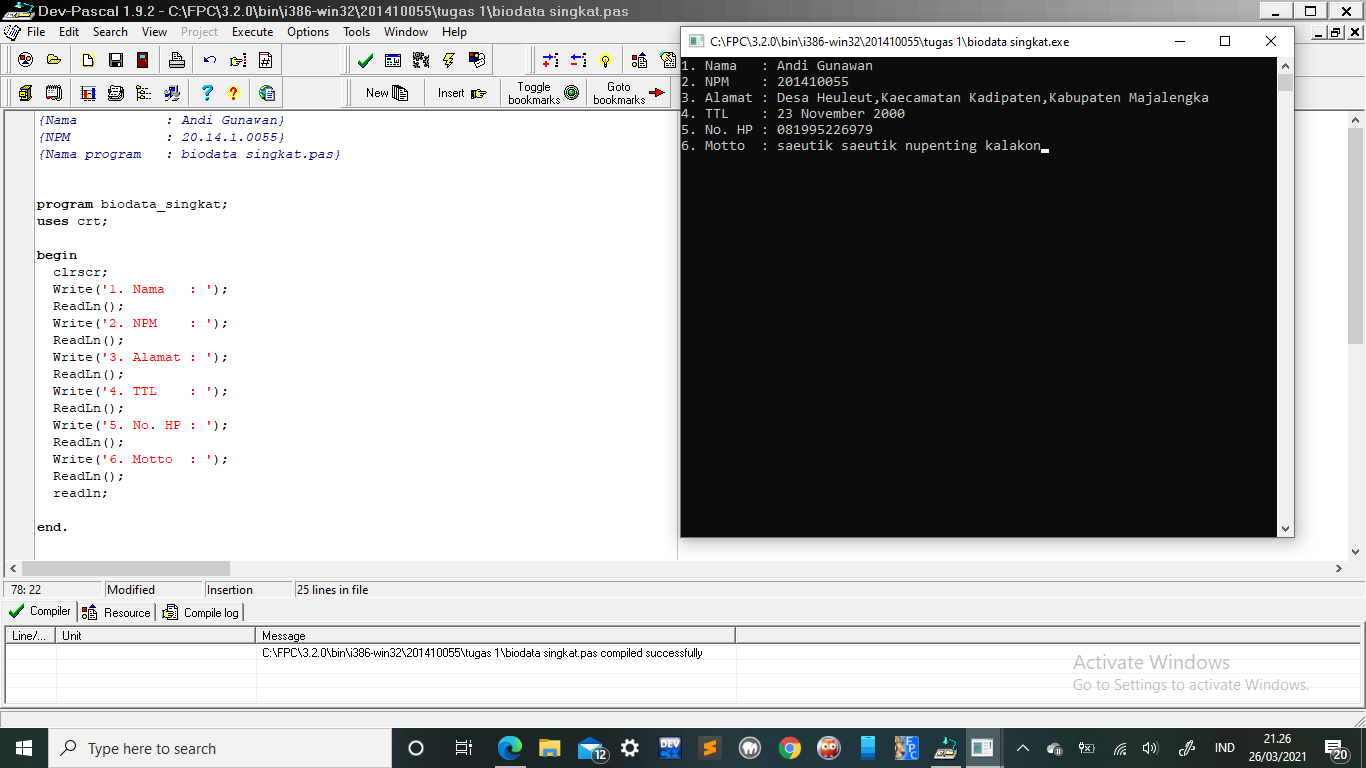 Dev-Pascal 1.9.2 - C:\FPC\3.2.0\bin\i386-win32\201410055\tugas 1\biodata singkat.pas
File Edit Search View Project Execute Options Tools Window Help
New Insert Toggle bookmarks Goto bookmarks
{Nama           : Andi Gunawan}
{NPM            : 20.14.1.0055}
{Nama program   : biodata singkat.pas}
program biodata_singkat;
uses crt;
begin
clrscr;
Write('1. Nama   : ');
ReadLn();
Write('2. NPM    : ');
ReadLn();
Write('3. Alamat : ');
ReadLn();
Write('4. TTL    : ');
ReadLn();
Write('5. No. HP : ');
ReadLn();
Write('6. Motto  : ');
ReadLn();
readln;
end.
C:\FPC\3.2.0\bin\i386-win32\201410055\tugas 1\biodata singkat.exe
1. Nama   : Andi Gunawan
2. NPM    : 201410055
3. Alamat : Desa Heuleut,Kaecamatan Kadipaten,Kabupaten Majalengka
4. TTL    : 23 November 2000
5. No. HP : 081995226979
6. Motto  : saeutik saeutik nupenting kalakon
78: 22 Modified Insertion 25 lines in file
Compiler Resource Compile log
Line/... Unit Message
C:\FPC\3.2.0\bin\i386-win32\201410055\tugas 1\biodata singkat.pas compiled successfully
Activate Windows
Go to Settings to activate Windows.
Type here to search
12
DEV
FPC
IND
21.26
26/03/2021
20